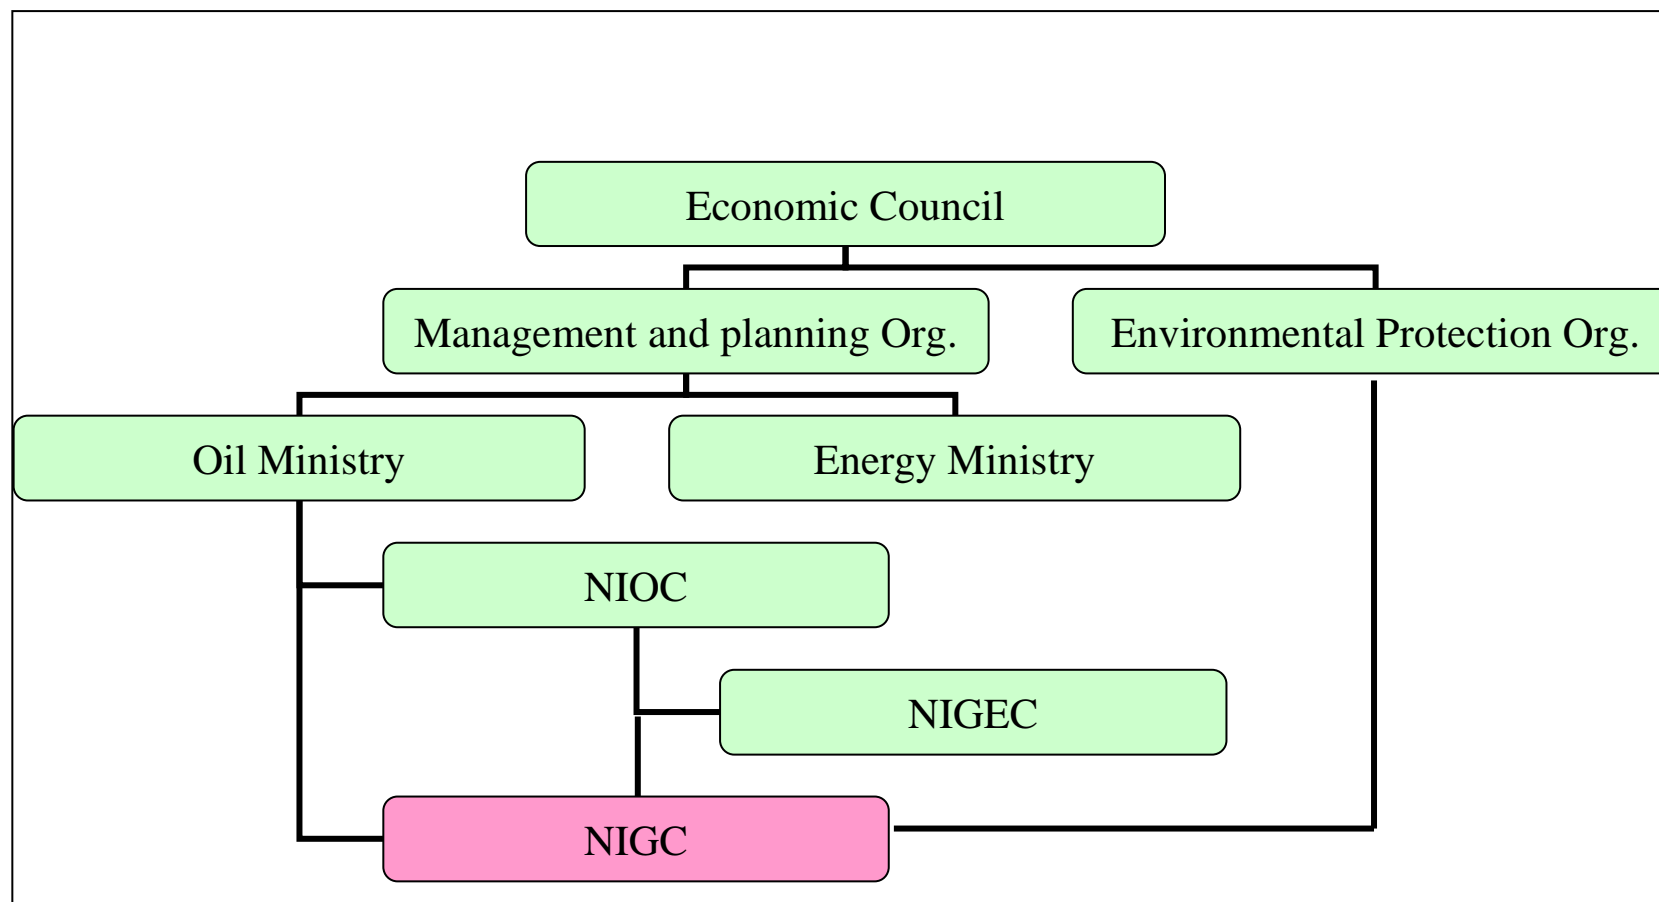 Economic Council
Management and planning Org.
Environmental Protection Org.
Oil Ministry
Energy Ministry
NIOC
NIGEC
NIGC